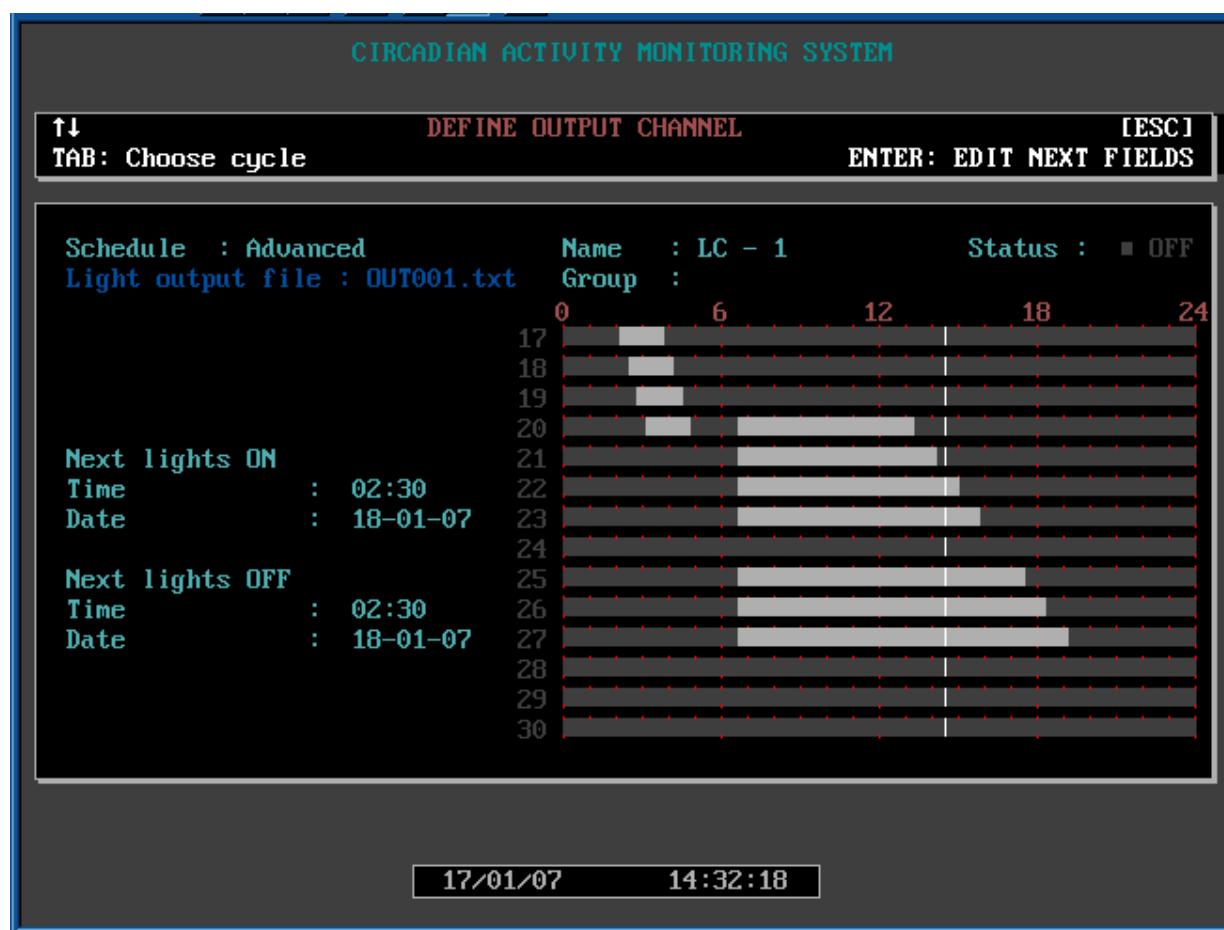 CIRCADIAN ACTIVITY MONITORING SYSTEM
↑↓ DEFINE OUTPUT CHANNEL [ESC]
TAB: Choose cycle ENTER: EDIT NEXT FIELDS
Schedule : Advanced Name : LC - 1 Status : ■ OFF
Light output file : OUT001.txt Group :
0 6 12 18 24
17
18
19
20
Next lights ON 21
Time : 02:30 22
Date : 18-01-07 23
24
Next lights OFF 25
Time : 02:30 26
Date : 18-01-07 27
28
29
30
17/01/07 14:32:18